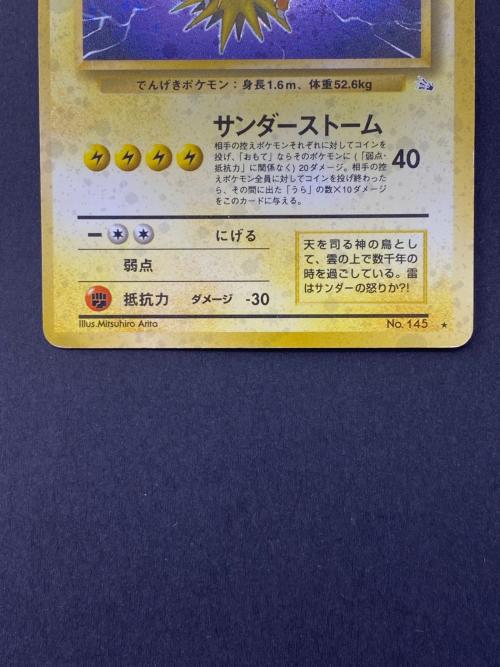 でんげきポケモン：身長1.6m、体重52.6kg
サンダーストーム
相手の控えポケモンそれぞれに対してコインを
投げ、「おもて」ならそのポケモンに（「弱点・
抵抗力」に関係なく）20ダメージ。相手の控
えポケモン全員に対してコインを投げ終わった
ら、その間に出た「うら」の数×10ダメージ
をこのカードに与える。
40
にげる
弱点
抵抗力 ダメージ -30
天を司る神の鳥とし
て、雲の上で数千年の
時を過ごしている。雷
はサンダーの怒りか?!
Illus.Mitsuhiro Arita
No. 145 ★